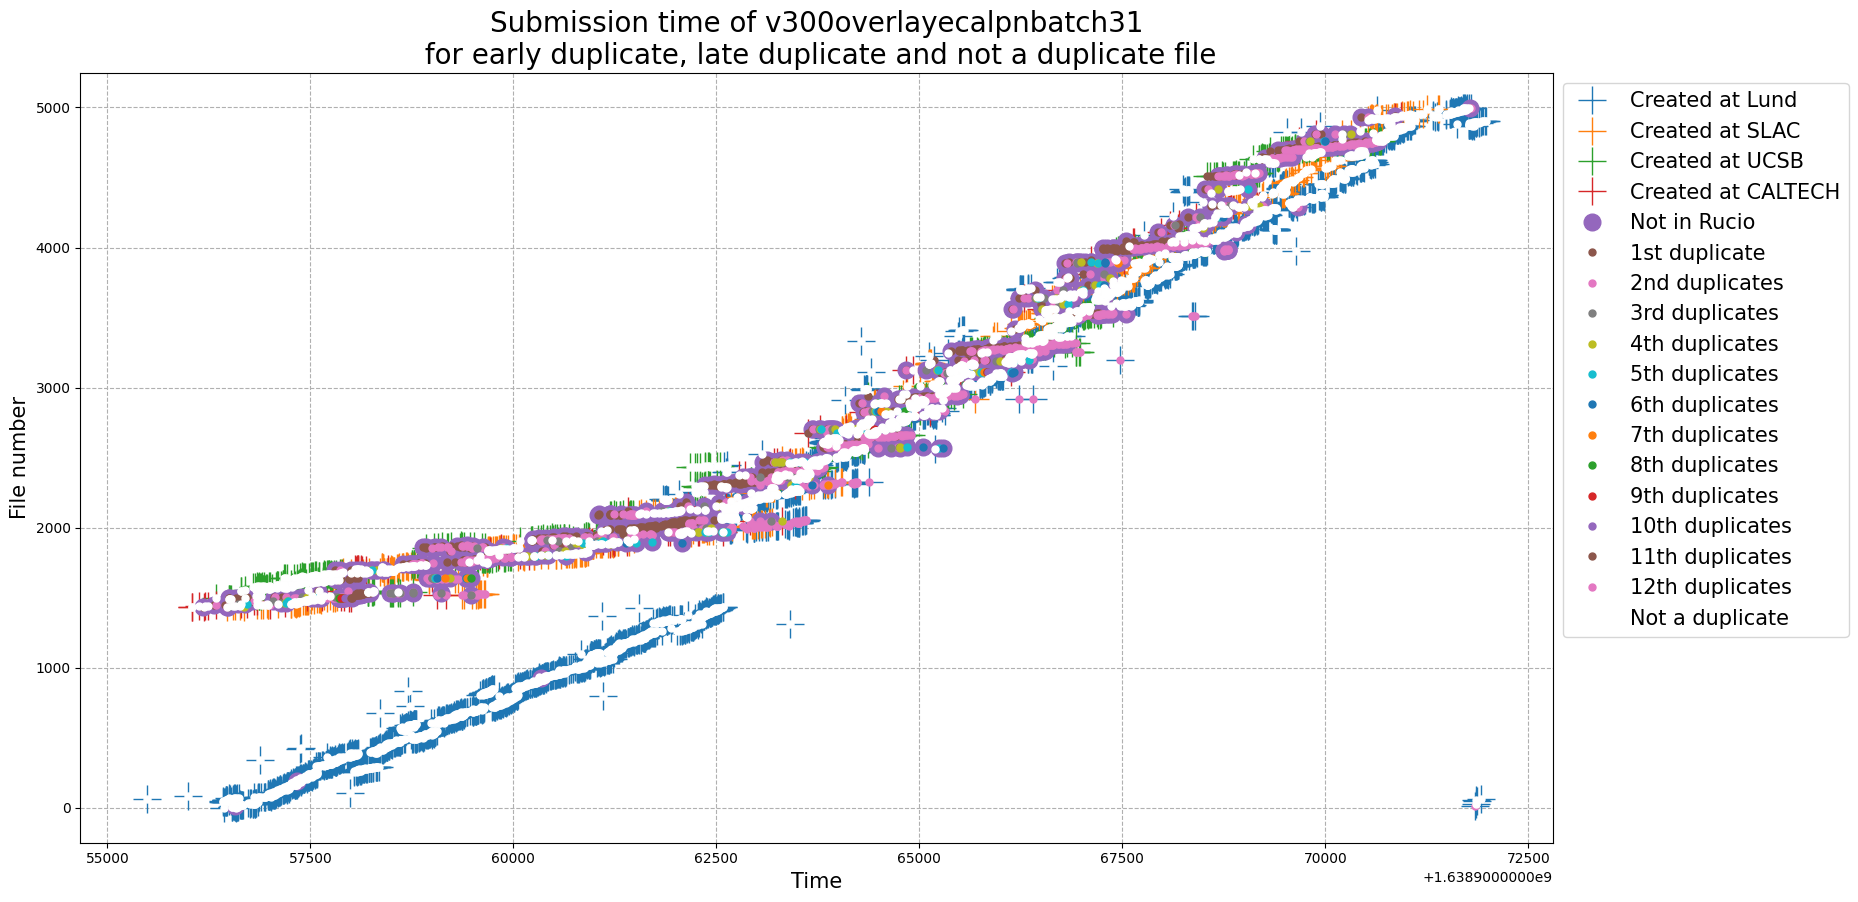 Submission time of v300overlayecalpnbatch31
for early duplicate, late duplicate and not a duplicate file
File number
5000
4000
3000
2000
1000
0
55000
57500
60000
62500
65000
67500
70000
72500
+1.6389000000e9
Time
Created at Lund
Created at SLAC
Created at UCSB
Created at CALTECH
Not in Rucio
1st duplicate
2nd duplicates
3rd duplicates
4th duplicates
5th duplicates
6th duplicates
7th duplicates
8th duplicates
9th duplicates
10th duplicates
11th duplicates
12th duplicates
Not a duplicate